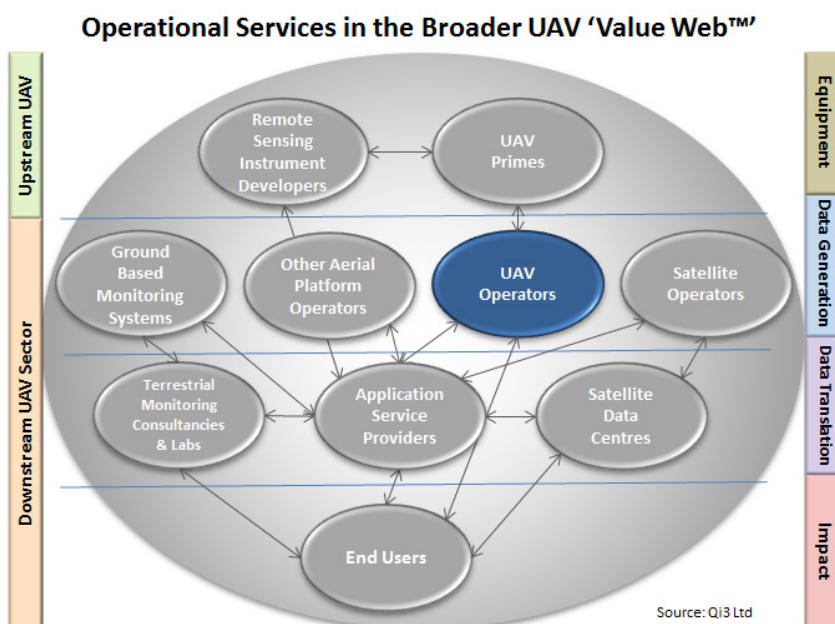 Operational Services in the Broader UAV ‘Value Web™’
Upstream UAV
Equipment
Remote
Sensing
Instrument
Developers
UAV
Primes
Downstream UAV Sector
Data Generation
Ground
Based
Monitoring
Systems
Other Aerial
Platform
Operators
UAV
Operators
Satellite
Operators
Data Translation
Terrestrial
Monitoring
Consultancies
& Labs
Application
Service
Providers
Satellite
Data
Centres
Impact
End Users
Source: Qi3 Ltd